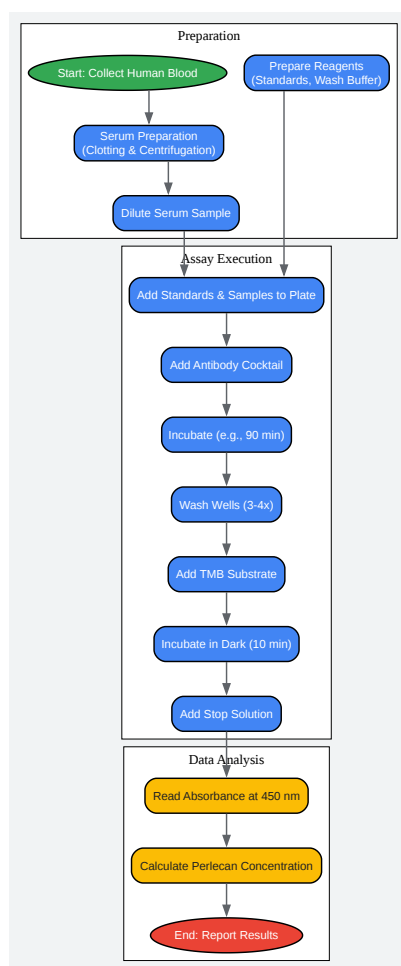 Preparation
Start: Collect Human Blood
Prepare Reagents
(Standards, Wash Buffer)
Serum Preparation
(Clotting & Centrifugation)
Dilute Serum Sample
Assay Execution
Add Standards & Samples to Plate
Add Antibody Cocktail
Incubate (e.g., 90 min)
Wash Wells (3-4x)
Add TMB Substrate
Incubate in Dark (10 min)
Add Stop Solution
Data Analysis
Read Absorbance at 450 nm
Calculate Perlecan Concentration
End: Report Results